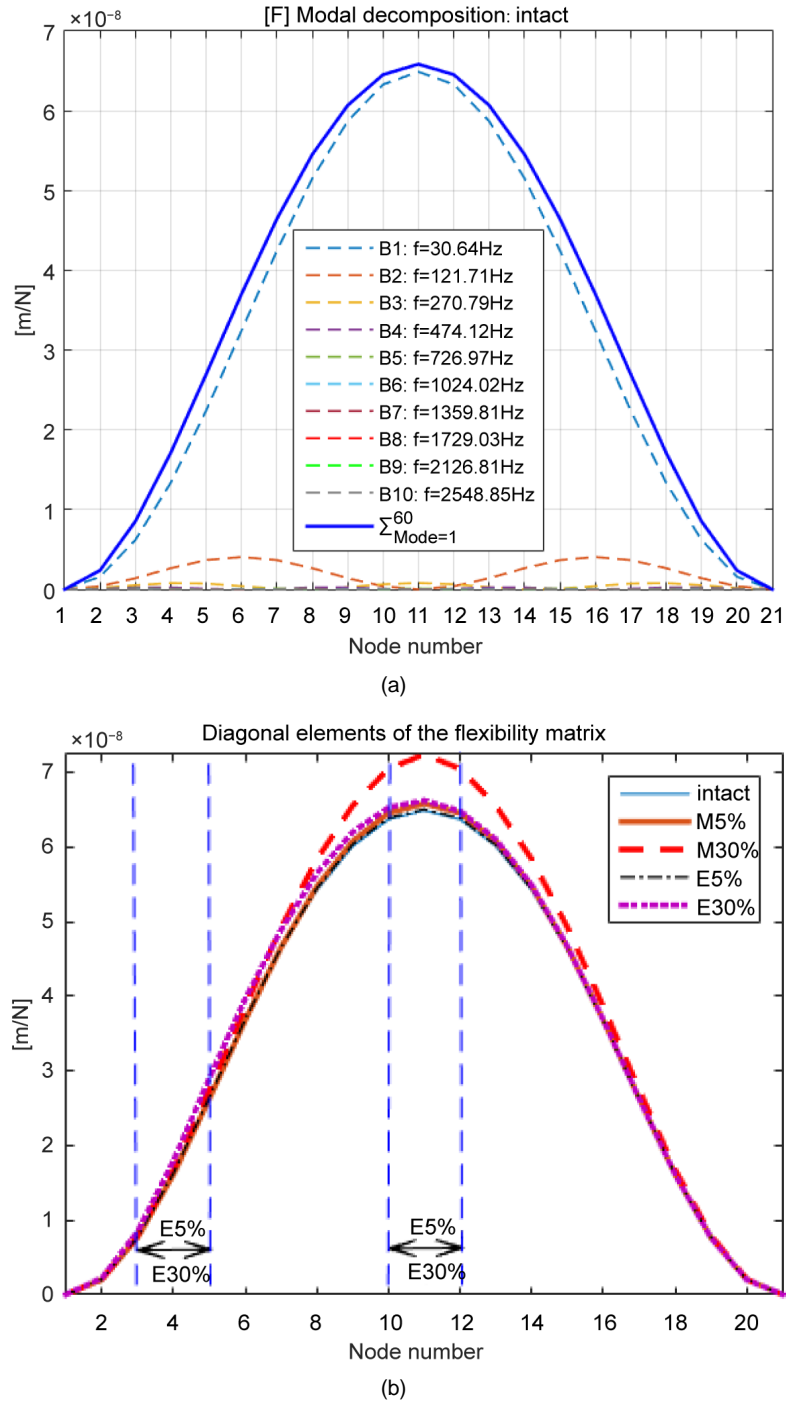 [F] Modal decomposition: intact
×10⁻⁸
7
6
5
4
3
2
1
0
[m/N]
B1: f=30.64Hz
B2: f=121.71Hz
B3: f=270.79Hz
B4: f=474.12Hz
B5: f=726.97Hz
B6: f=1024.02Hz
B7: f=1359.81Hz
B8: f=1729.03Hz
B9: f=2126.81Hz
B10: f=2548.85Hz
∑⁶⁰Mode=1
1 2 3 4 5 6 7 8 9 10 11 12 13 14 15 16 17 18 19 20 21
Node number
(a)
Diagonal elements of the flexibility matrix
×10⁻⁸
7
6
5
4
3
2
1
0
[m/N]
intact
M5%
M30%
E5%
E30%
E5% E5%
E30% E30%
2 4 6 8 10 12 14 16 18 20
Node number
(b)